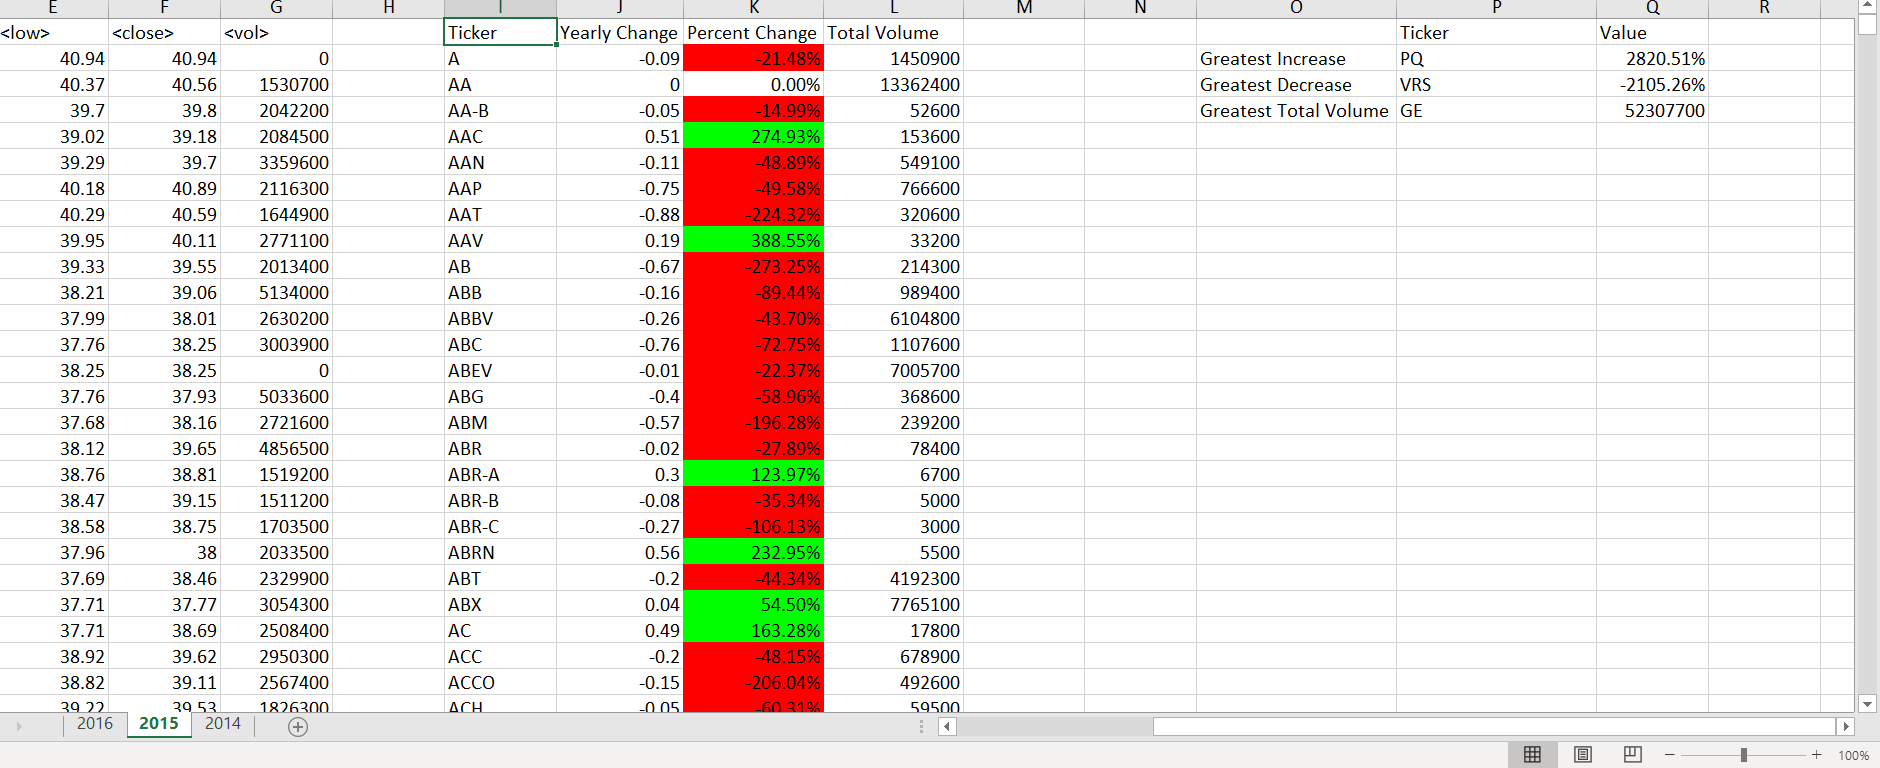 E F G H I J K L M N O P Q R
<low> <close> <vol> Ticker Yearly Change Percent Change Total Volume Ticker Value
40.94 40.94 0 A -0.09 -21.48% 1450900 Greatest Increase PQ 2820.51%
40.37 40.56 1530700 AA 0 0.00% 13362400 Greatest Decrease VRS -2105.26%
39.7 39.8 2042200 AA-B -0.05 -14.99% 52600 Greatest Total Volume GE 52307700
39.02 39.18 2084500 AAC 0.51 274.93% 153600
39.29 39.7 3359600 AAN -0.11 -48.89% 549100
40.18 40.89 2116300 AAP -0.75 -49.58% 766600
40.29 40.59 1644900 AAT -0.88 -224.32% 320600
39.95 40.11 2771100 AAV 0.19 388.55% 33200
39.33 39.55 2013400 AB -0.67 -273.25% 214300
38.21 39.06 5134000 ABB -0.16 -89.44% 989400
37.99 38.01 2630200 ABBV -0.26 -43.70% 6104800
37.76 38.25 3003900 ABC -0.76 -72.75% 1107600
38.25 38.25 0 ABEV -0.01 -22.37% 7005700
37.76 37.93 5033600 ABG -0.4 -58.96% 368600
37.68 38.16 2721600 ABM -0.57 -196.28% 239200
38.12 39.65 4856500 ABR -0.02 -27.89% 78400
38.76 38.81 1519200 ABR-A 0.3 123.97% 6700
38.47 39.15 1511200 ABR-B -0.08 -35.34% 5000
38.58 38.75 1703500 ABR-C -0.27 -106.13% 3000
37.96 38 2033500 ABRN 0.56 232.95% 5500
37.69 38.46 2329900 ABT -0.2 -44.34% 4192300
37.71 37.77 3054300 ABX 0.04 54.50% 7765100
37.71 38.69 2508400 AC 0.49 163.28% 17800
38.92 39.62 2950300 ACC -0.2 -48.15% 678900
38.82 39.11 2567400 ACCO -0.15 -206.04% 492600
39.22 39.53 1826300 ACH -0.05 -60.31% 59500
2016 2015 2014
100%